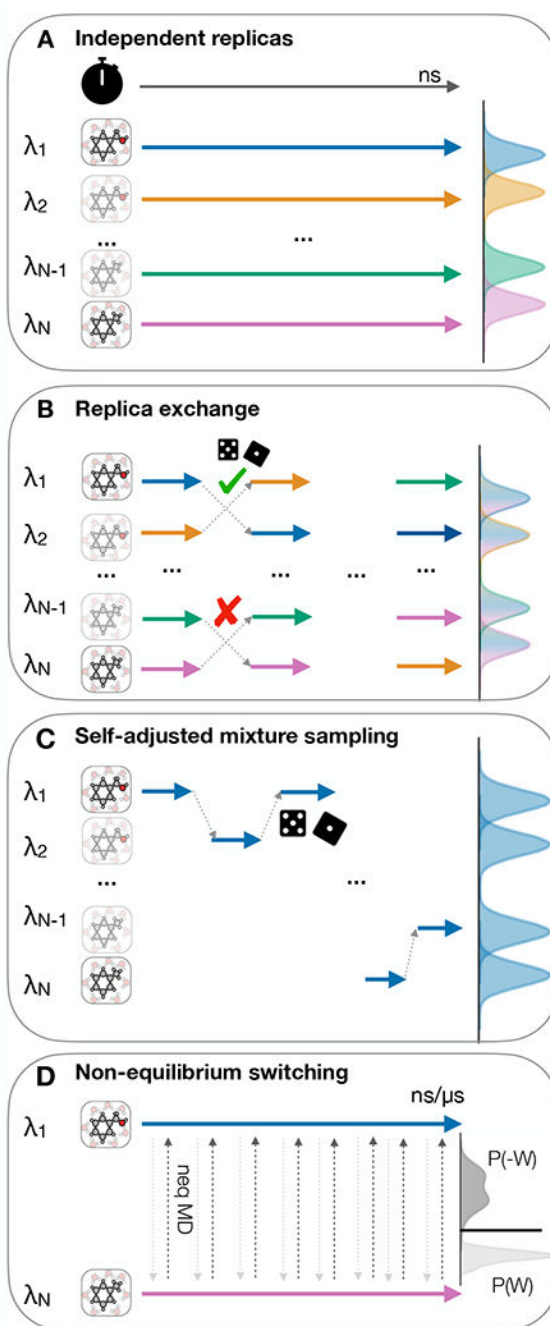 A Independent replicas
ns
λ1
λ2
... ...
λN-1
λN
B Replica exchange
λ1
λ2
... ... ... ... ...
λN-1
λN
C Self-adjusted mixture sampling
λ1
λ2
... ...
λN-1
λN
D Non-equilibrium switching
ns/μs
λ1
P(-W)
neq MD
λN
P(W)